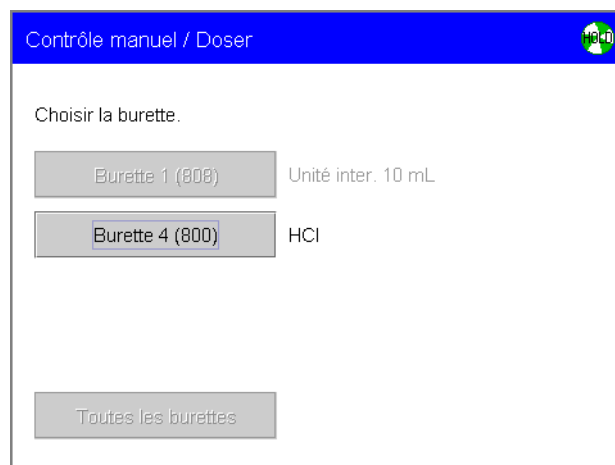 Contrôle manuel / Doser
HOLD
Choisir la burette.
Burette 1 (808) Unité inter. 10 mL
Burette 4 (800) HCl
Toutes les burettes